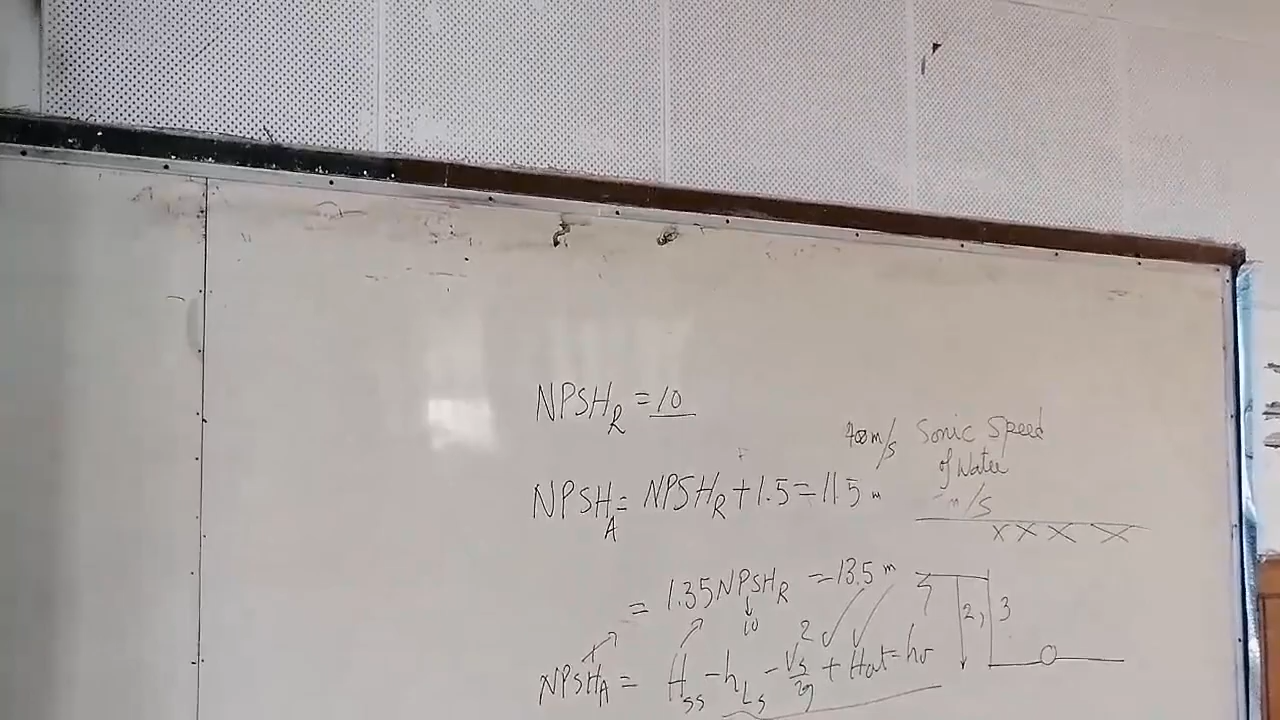 NPSH_R = 10
NPSH_A = NPSH_R + 1.5 = 11.5 m
Sonic Speed
of Water
m/s
= 1.35 NPSH_R = 13.5 m
10
NPSH_A = H_ss - h_Ls - Vs²/2g + Hat - hv
2, 3